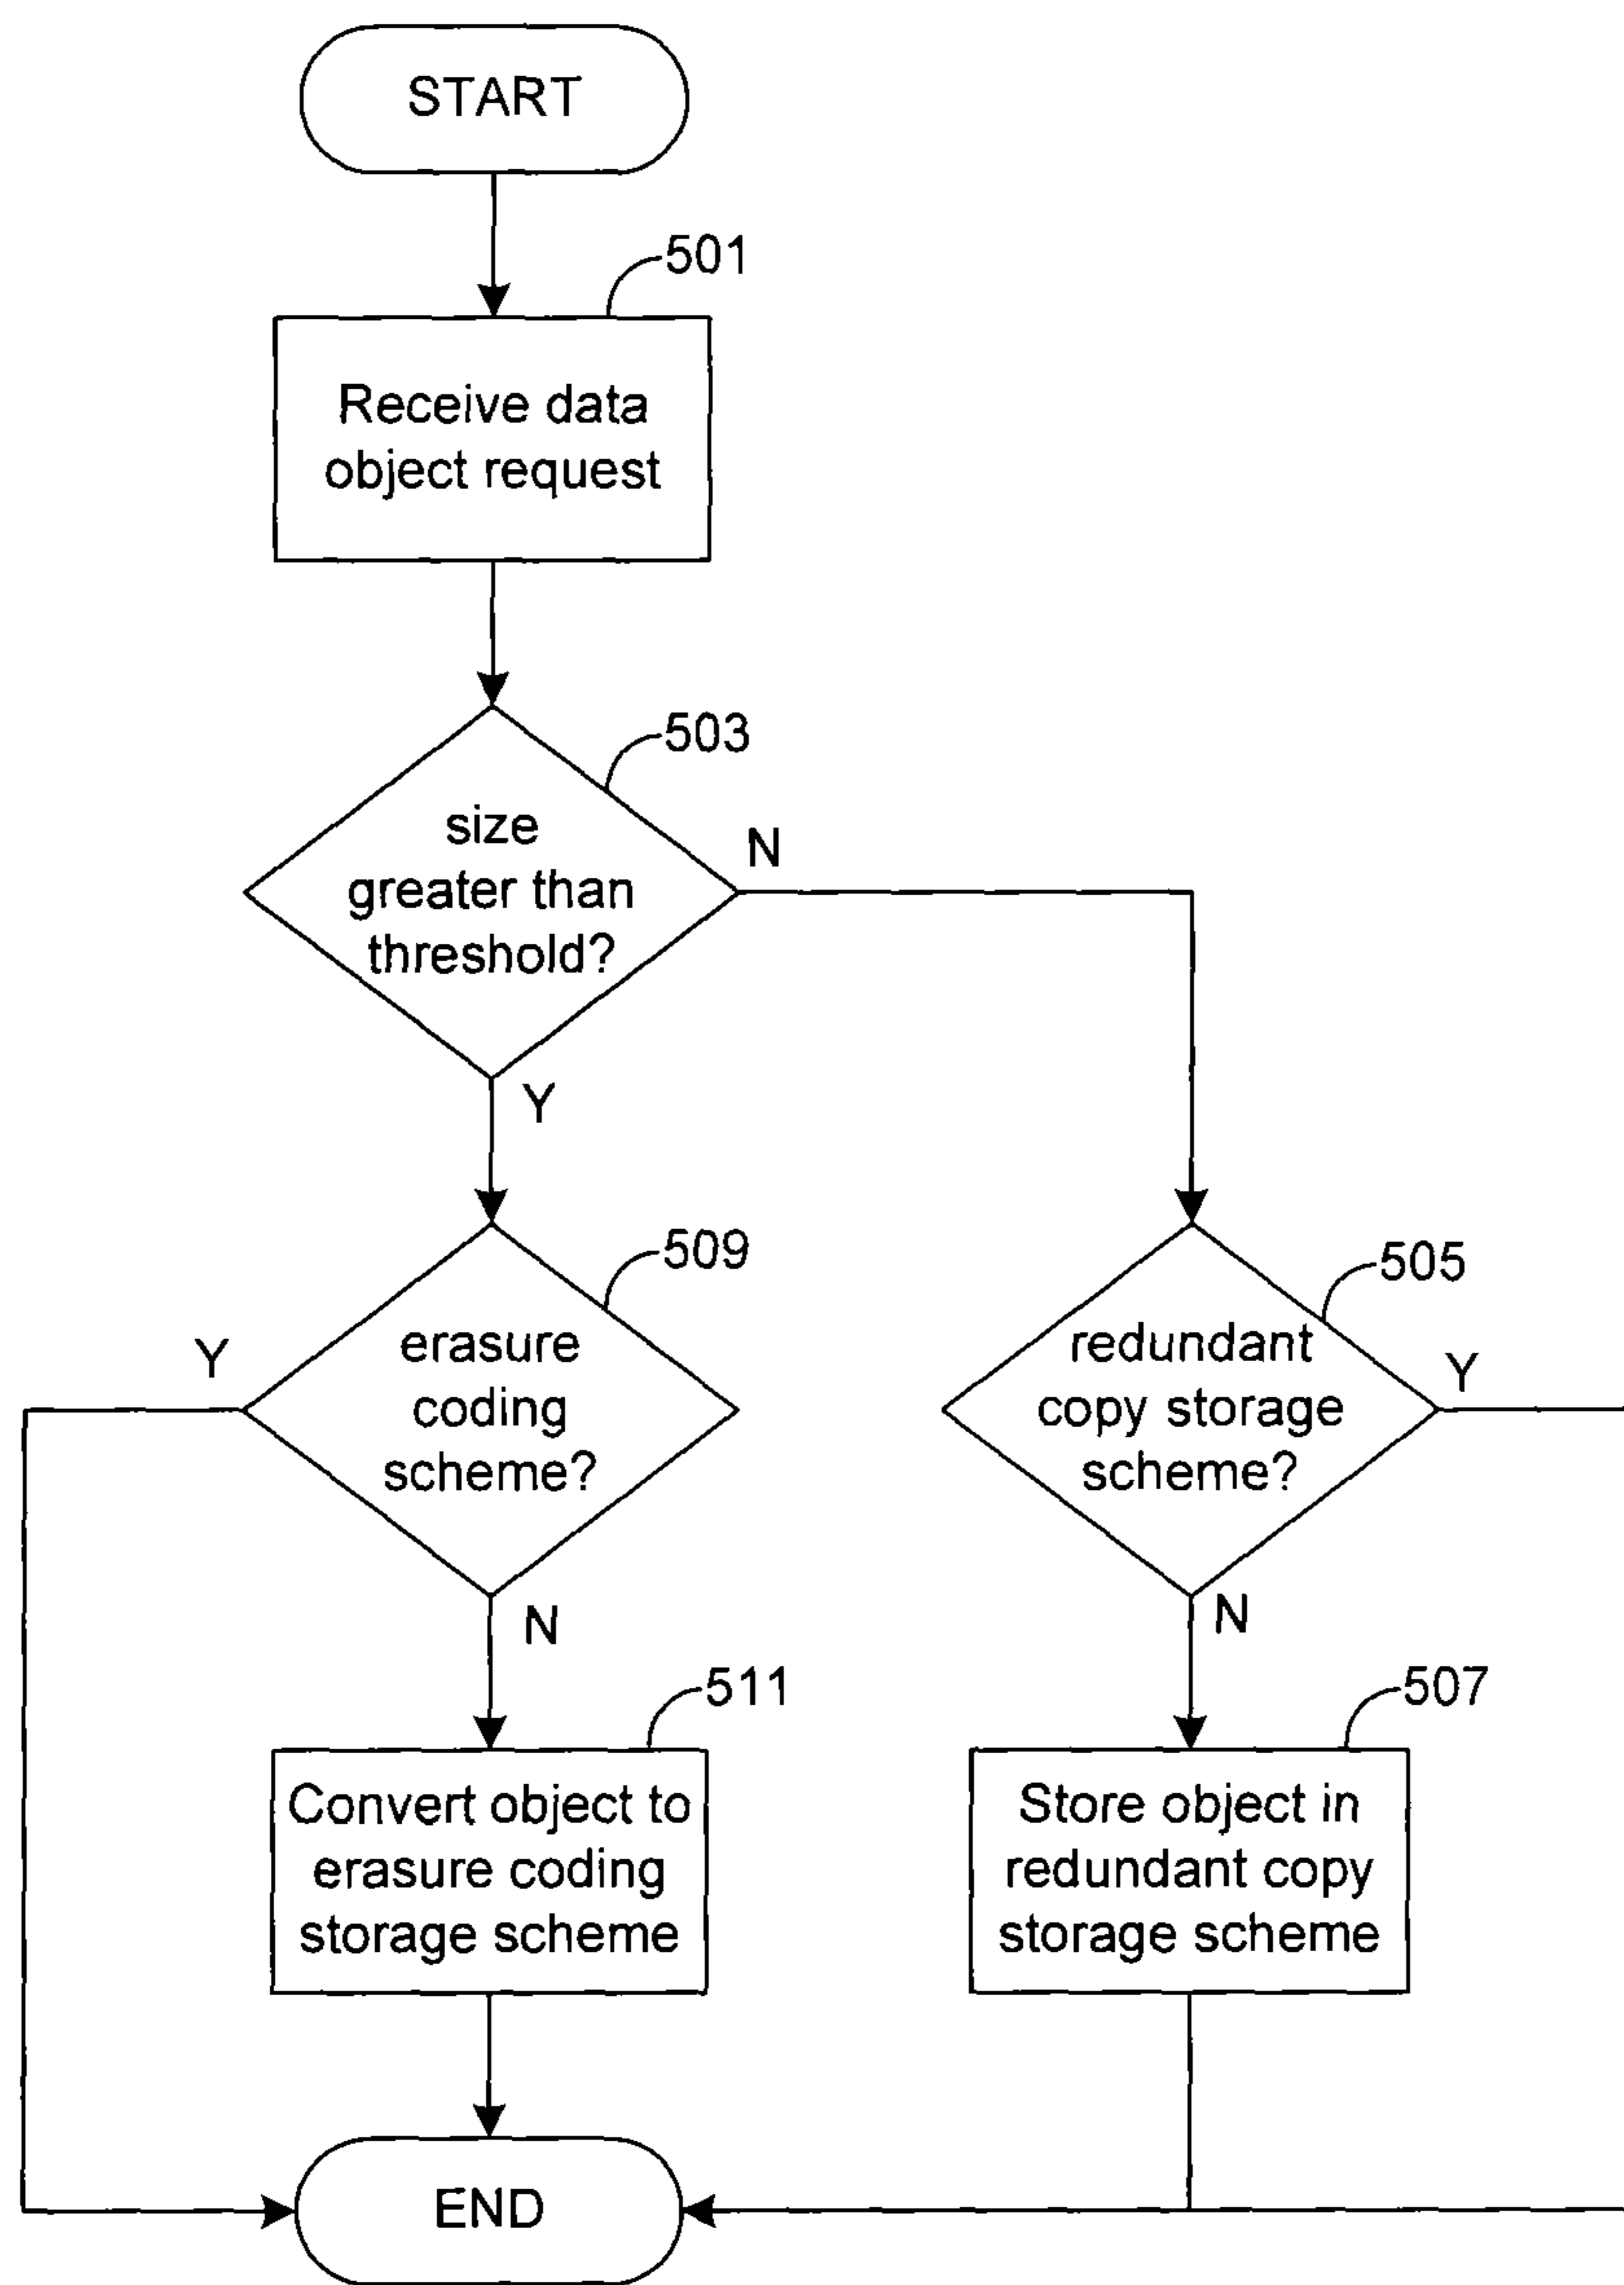 START
501
Receive data
object request
503
size
greater than
threshold?
N
Y
509
erasure
coding
scheme?
Y
N
505
redundant
copy storage
scheme?
Y
N
511
Convert object to
erasure coding
storage scheme
507
Store object in
redundant copy
storage scheme
END